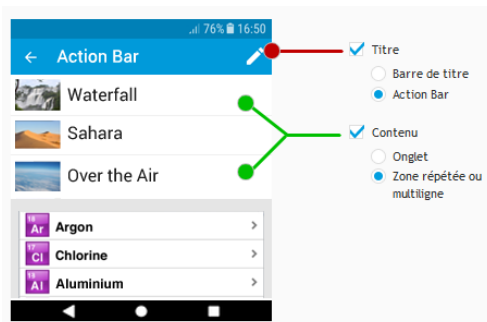 76% 16:50
Action Bar
Waterfall
Sahara
Over the Air
18
Ar Argon
17
Cl Chlorine
Al Aluminium
Titre
Barre de titre
Action Bar
Contenu
Onglet
Zone répétée ou
multiligne